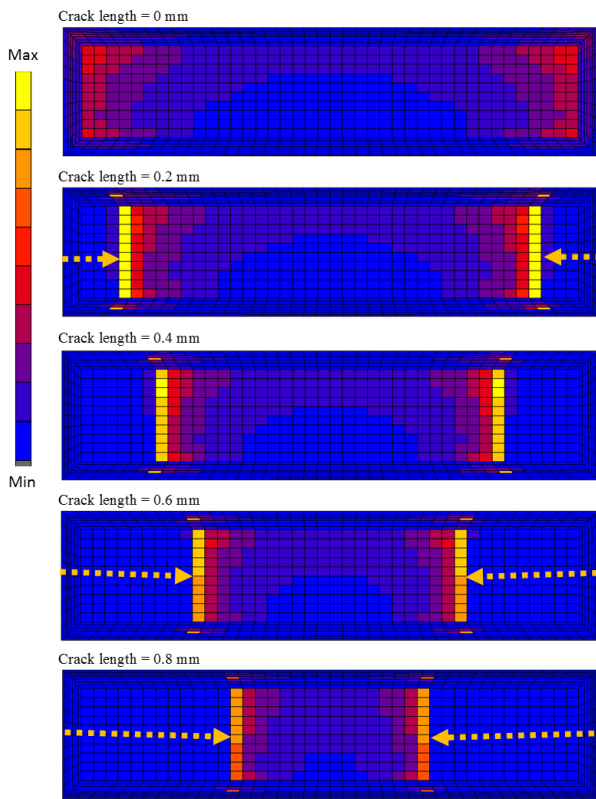 Crack length = 0 mm
Max
Crack length = 0.2 mm
Crack length = 0.4 mm
Min
Crack length = 0.6 mm
Crack length = 0.8 mm